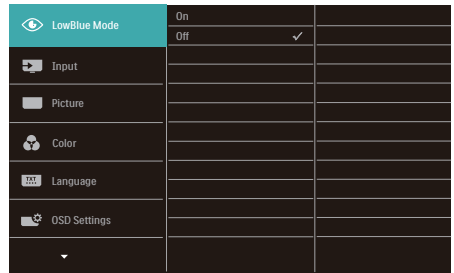 LowBlue Mode
On
Off
Input
Picture
Color
TXT
Language
OSD Settings